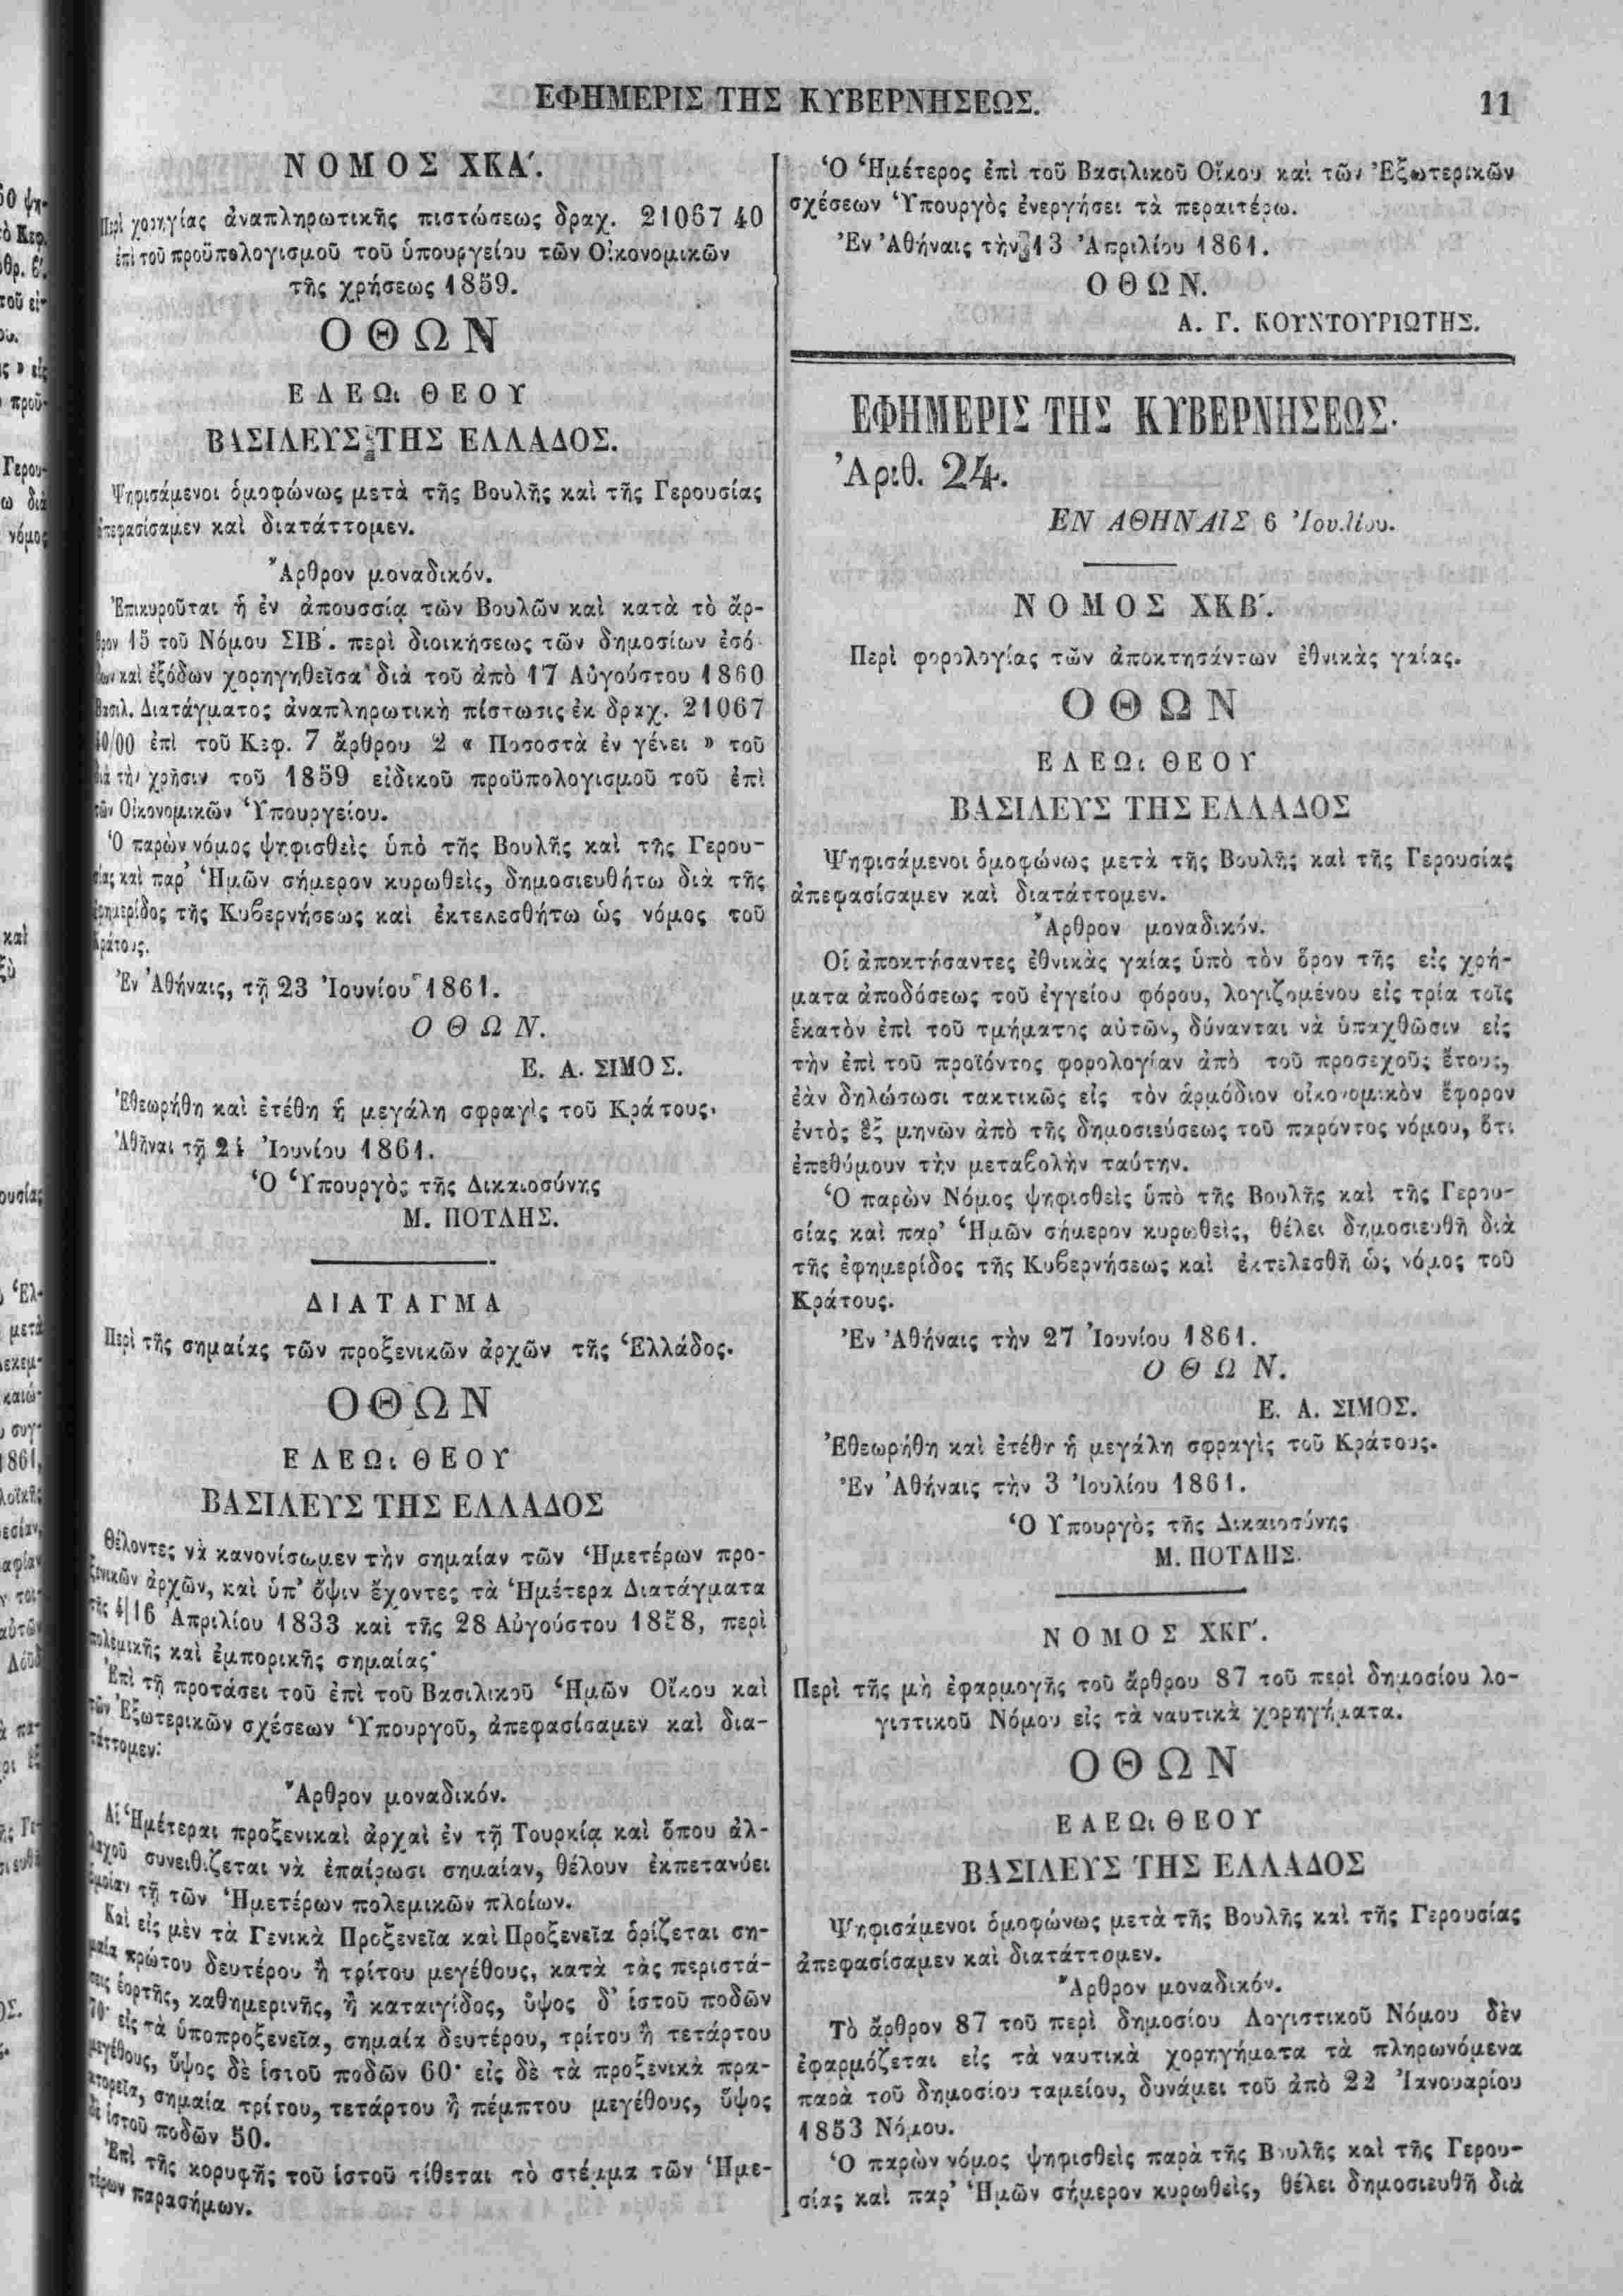 ΕΦΗΜΕΡΙΣ ΤΗΣ ΚΥΒΕΡΝΗΣΕΩΣ.
11
ΝΟΜΟΣ ΧΚΑ΄.
Περὶ χορηγίας ἀναπληρωτικῆς πιστώσεως δραχ. 21067 40
ἐπὶ τοῦ προϋπολογισμοῦ τοῦ ὑπουργείου τῶν Οἰκονομικῶν
τῆς χρήσεως 1859.
ΟΘΩΝ
ΕΛΕΩι ΘΕΟΥ
ΒΑΣΙΛΕΥΣ ΤΗΣ ΕΛΛΑΔΟΣ.
Ψηφισάμενοι ὁμοφώνως μετὰ τῆς Βουλῆς καὶ τῆς Γερουσίας
ἀπεφασίσαμεν καὶ διατάττομεν.
Ἄρθρον μοναδικόν.
Ἐπικυροῦται ἡ ἐν ἀπουσσίᾳ τῶν Βουλῶν καὶ κατὰ τὸ ἄρ-
θρον 15 τοῦ Νόμου ΣΙΒ΄. περὶ διοικήσεως τῶν δημοσίων ἐσό-
δων καὶ ἐξόδων χορηγηθεῖσα διὰ τοῦ ἀπὸ 17 Αὐγούστου 1860
Βασιλ. Διατάγματος ἀναπληρωτικὴ πίστωσις ἐκ δραχ. 21067
40/00 ἐπὶ τοῦ Κεφ. 7 ἄρθρου 2 « Ποσοστὰ ἐν γένει » τοῦ
διὰ τὴν χρῆσιν τοῦ 1859 εἰδικοῦ προϋπολογισμοῦ τοῦ ἐπὶ
τῶν Οἰκονομικῶν Ὑπουργείου.
Ὁ παρὼν νόμος ψηφισθεὶς ὑπὸ τῆς Βουλῆς καὶ τῆς Γερου-
σίας καὶ παρ' Ἡμῶν σήμερον κυρωθεὶς, δημοσιευθήτω διὰ τῆς
ἐφημερίδος τῆς Κυβερνήσεως καὶ ἐκτελεσθήτω ὡς νόμος τοῦ
Κράτους.
Ἐν Ἀθήναις, τῇ 23 Ἰουνίου 1861.
ΟΘΩΝ.
Ε. Α. ΣΙΜΟΣ.
Ἐθεωρήθη καὶ ἐτέθη ἡ μεγάλη σφραγὶς τοῦ Κράτους.
Ἀθῆναι τῇ 24 Ἰουνίου 1861.
Ὁ Ὑπουργὸς τῆς Δικαιοσύνης
Μ. ΠΟΤΛΗΣ.
ΔΙΑΤΑΓΜΑ
Περὶ τῆς σημαίας τῶν προξενικῶν ἀρχῶν τῆς Ἑλλάδος.
ΟΘΩΝ
ΕΛΕΩι ΘΕΟΥ
ΒΑΣΙΛΕΥΣ ΤΗΣ ΕΛΛΑΔΟΣ
Θέλοντες νὰ κανονίσωμεν τὴν σημαίαν τῶν Ἡμετέρων προ-
ξενικῶν ἀρχῶν, καὶ ὑπ' ὄψιν ἔχοντες τὰ Ἡμέτερα Διατάγματα
τῆς 4|16 Ἀπριλίου 1833 καὶ τῆς 28 Αὐγούστου 1858, περὶ
πολεμικῆς καὶ ἐμπορικῆς σημαίας·
Ἐπὶ τῇ προτάσει τοῦ ἐπὶ τοῦ Βασιλικοῦ Ἡμῶν Οἴκου καὶ
τῶν Ἐξωτερικῶν σχέσεων Ὑπουργοῦ, ἀπεφασίσαμεν καὶ δια-
τάττομεν:
Ἄρθρον μοναδικόν.
Αἱ Ἡμέτεραι προξενικαὶ ἀρχαὶ ἐν τῇ Τουρκίᾳ καὶ ὅπου ἀλ-
λαχοῦ συνειθίζεται νὰ ἐπαίρωσι σημαίαν, θέλουν ἐκπετανύει
ὁμοίαν τῇ τῶν Ἡμετέρων πολεμικῶν πλοίων.
Καὶ εἰς μὲν τὰ Γενικὰ Προξενεῖα καὶ Προξενεῖα ὁρίζεται ση-
μαία πρώτου δευτέρου ἢ τρίτου μεγέθους, κατὰ τὰς περιστά-
σεις ἑορτῆς, καθημερινῆς, ἢ καταιγίδος, ὕψος δ' ἱστοῦ ποδῶν
70· εἰς τὰ ὑποπροξενεῖα, σημαία δευτέρου, τρίτου ἢ τετάρτου
μεγέθους, ὕψος δὲ ἱστοῦ ποδῶν 60· εἰς δὲ τὰ προξενικὰ πρα-
κτορεῖα, σημαία τρίτου, τετάρτου ἢ πέμπτου μεγέθους, ὕψος
δὲ ἱστοῦ ποδῶν 50.
Ἐπὶ τῆς κορυφῆς τοῦ ἱστοῦ τίθεται τὸ στέμμα τῶν Ἡμε-
τέρων παρασήμων.
Ὁ Ἡμέτερος ἐπὶ τοῦ Βασιλικοῦ Οἴκου καὶ τῶν Ἐξωτερικῶν
σχέσεων Ὑπουργὸς ἐνεργήσει τὰ περαιτέρω.
Ἐν Ἀθήναις τὴν 13 Ἀπριλίου 1861.
ΟΘΩΝ.
Α. Γ. ΚΟΥΝΤΟΥΡΙΩΤΗΣ.
ΕΦΗΜΕΡΙΣ ΤΗΣ ΚΥΒΕΡΝΗΣΕΩΣ.
Ἀριθ. 24.
ΕΝ ΑΘΗΝΑΙΣ 6 Ἰουλίου.
ΝΟΜΟΣ ΧΚΒ΄.
Περὶ φορολογίας τῶν ἀποκτησάντων ἐθνικὰς γαίας.
ΟΘΩΝ
ΕΛΕΩι ΘΕΟΥ
ΒΑΣΙΛΕΥΣ ΤΗΣ ΕΛΛΑΔΟΣ
Ψηφισάμενοι ὁμοφώνως μετὰ τῆς Βουλῆς καὶ τῆς Γερουσίας
ἀπεφασίσαμεν καὶ διατάττομεν.
Ἄρθρον μοναδικόν.
Οἱ ἀποκτήσαντες ἐθνικὰς γαίας ὑπὸ τὸν ὅρον τῆς εἰς χρή-
ματα ἀποδόσεως τοῦ ἐγγείου φόρου, λογιζομένου εἰς τρία τοῖς
ἑκατὸν ἐπὶ τοῦ τμήματος αὐτῶν, δύνανται νὰ ὑπαχθῶσιν εἰς
τὴν ἐπὶ τοῦ προϊόντος φορολογίαν ἀπὸ τοῦ προσεχοῦς ἔτους,
ἐὰν δηλώσωσι τακτικῶς εἰς τὸν ἁρμόδιον οἰκονομικὸν ἔφορον
ἐντὸς ἓξ μηνῶν ἀπὸ τῆς δημοσιεύσεως τοῦ παρόντος νόμου, ὅτι
ἐπεθύμουν τὴν μεταβολὴν ταύτην.
Ὁ παρὼν Νόμος ψηφισθεὶς ὑπὸ τῆς Βουλῆς καὶ τῆς Γερου-
σίας καὶ παρ' Ἡμῶν σήμερον κυρωθεὶς, θέλει δημοσιευθῆ διὰ
τῆς ἐφημερίδος τῆς Κυβερνήσεως καὶ ἐκτελεσθῆ ὡς νόμος τοῦ
Κράτους.
Ἐν Ἀθήναις τὴν 27 Ἰουνίου 1861.
ΟΘΩΝ.
Ε. Α. ΣΙΜΟΣ.
Ἐθεωρήθη καὶ ἐτέθη ἡ μεγάλη σφραγὶς τοῦ Κράτους.
Ἐν Ἀθήναις τὴν 3 Ἰουλίου 1861.
Ὁ Υπουργὸς τῆς Δικαιοσύνης
Μ. ΠΟΤΛΗΣ.
ΝΟΜΟΣ ΧΚΓ΄.
Περὶ τῆς μὴ ἐφαρμογῆς τοῦ ἄρθρου 87 τοῦ περὶ δημοσίου λο-
γιστικοῦ Νόμου εἰς τὰ ναυτικὰ χορηγήματα.
ΟΘΩΝ
ΕΛΕΩι ΘΕΟΥ
ΒΑΣΙΛΕΥΣ ΤΗΣ ΕΛΛΑΔΟΣ
Ψηφισάμενοι ὁμοφώνως μετὰ τῆς Βουλῆς καὶ τῆς Γερουσίας
ἀπεφασίσαμεν καὶ διατάττομεν.
Ἄρθρον μοναδικόν.
Τὸ ἄρθρον 87 τοῦ περὶ δημοσίου Λογιστικοῦ Νόμου δὲν
ἐφαρμόζεται εἰς τὰ ναυτικὰ χορηγήματα τὰ πληρωνόμενα
παρὰ τοῦ δημοσίου ταμείου, δυνάμει τοῦ ἀπὸ 22 Ἰανουαρίου
1853 Νόμου.
Ὁ παρὼν νόμος ψηφισθεὶς παρὰ τῆς Βουλῆς καὶ τῆς Γερου-
σίας καὶ παρ' Ἡμῶν σήμερον κυρωθεὶς, θέλει δημοσιευθῆ διὰ